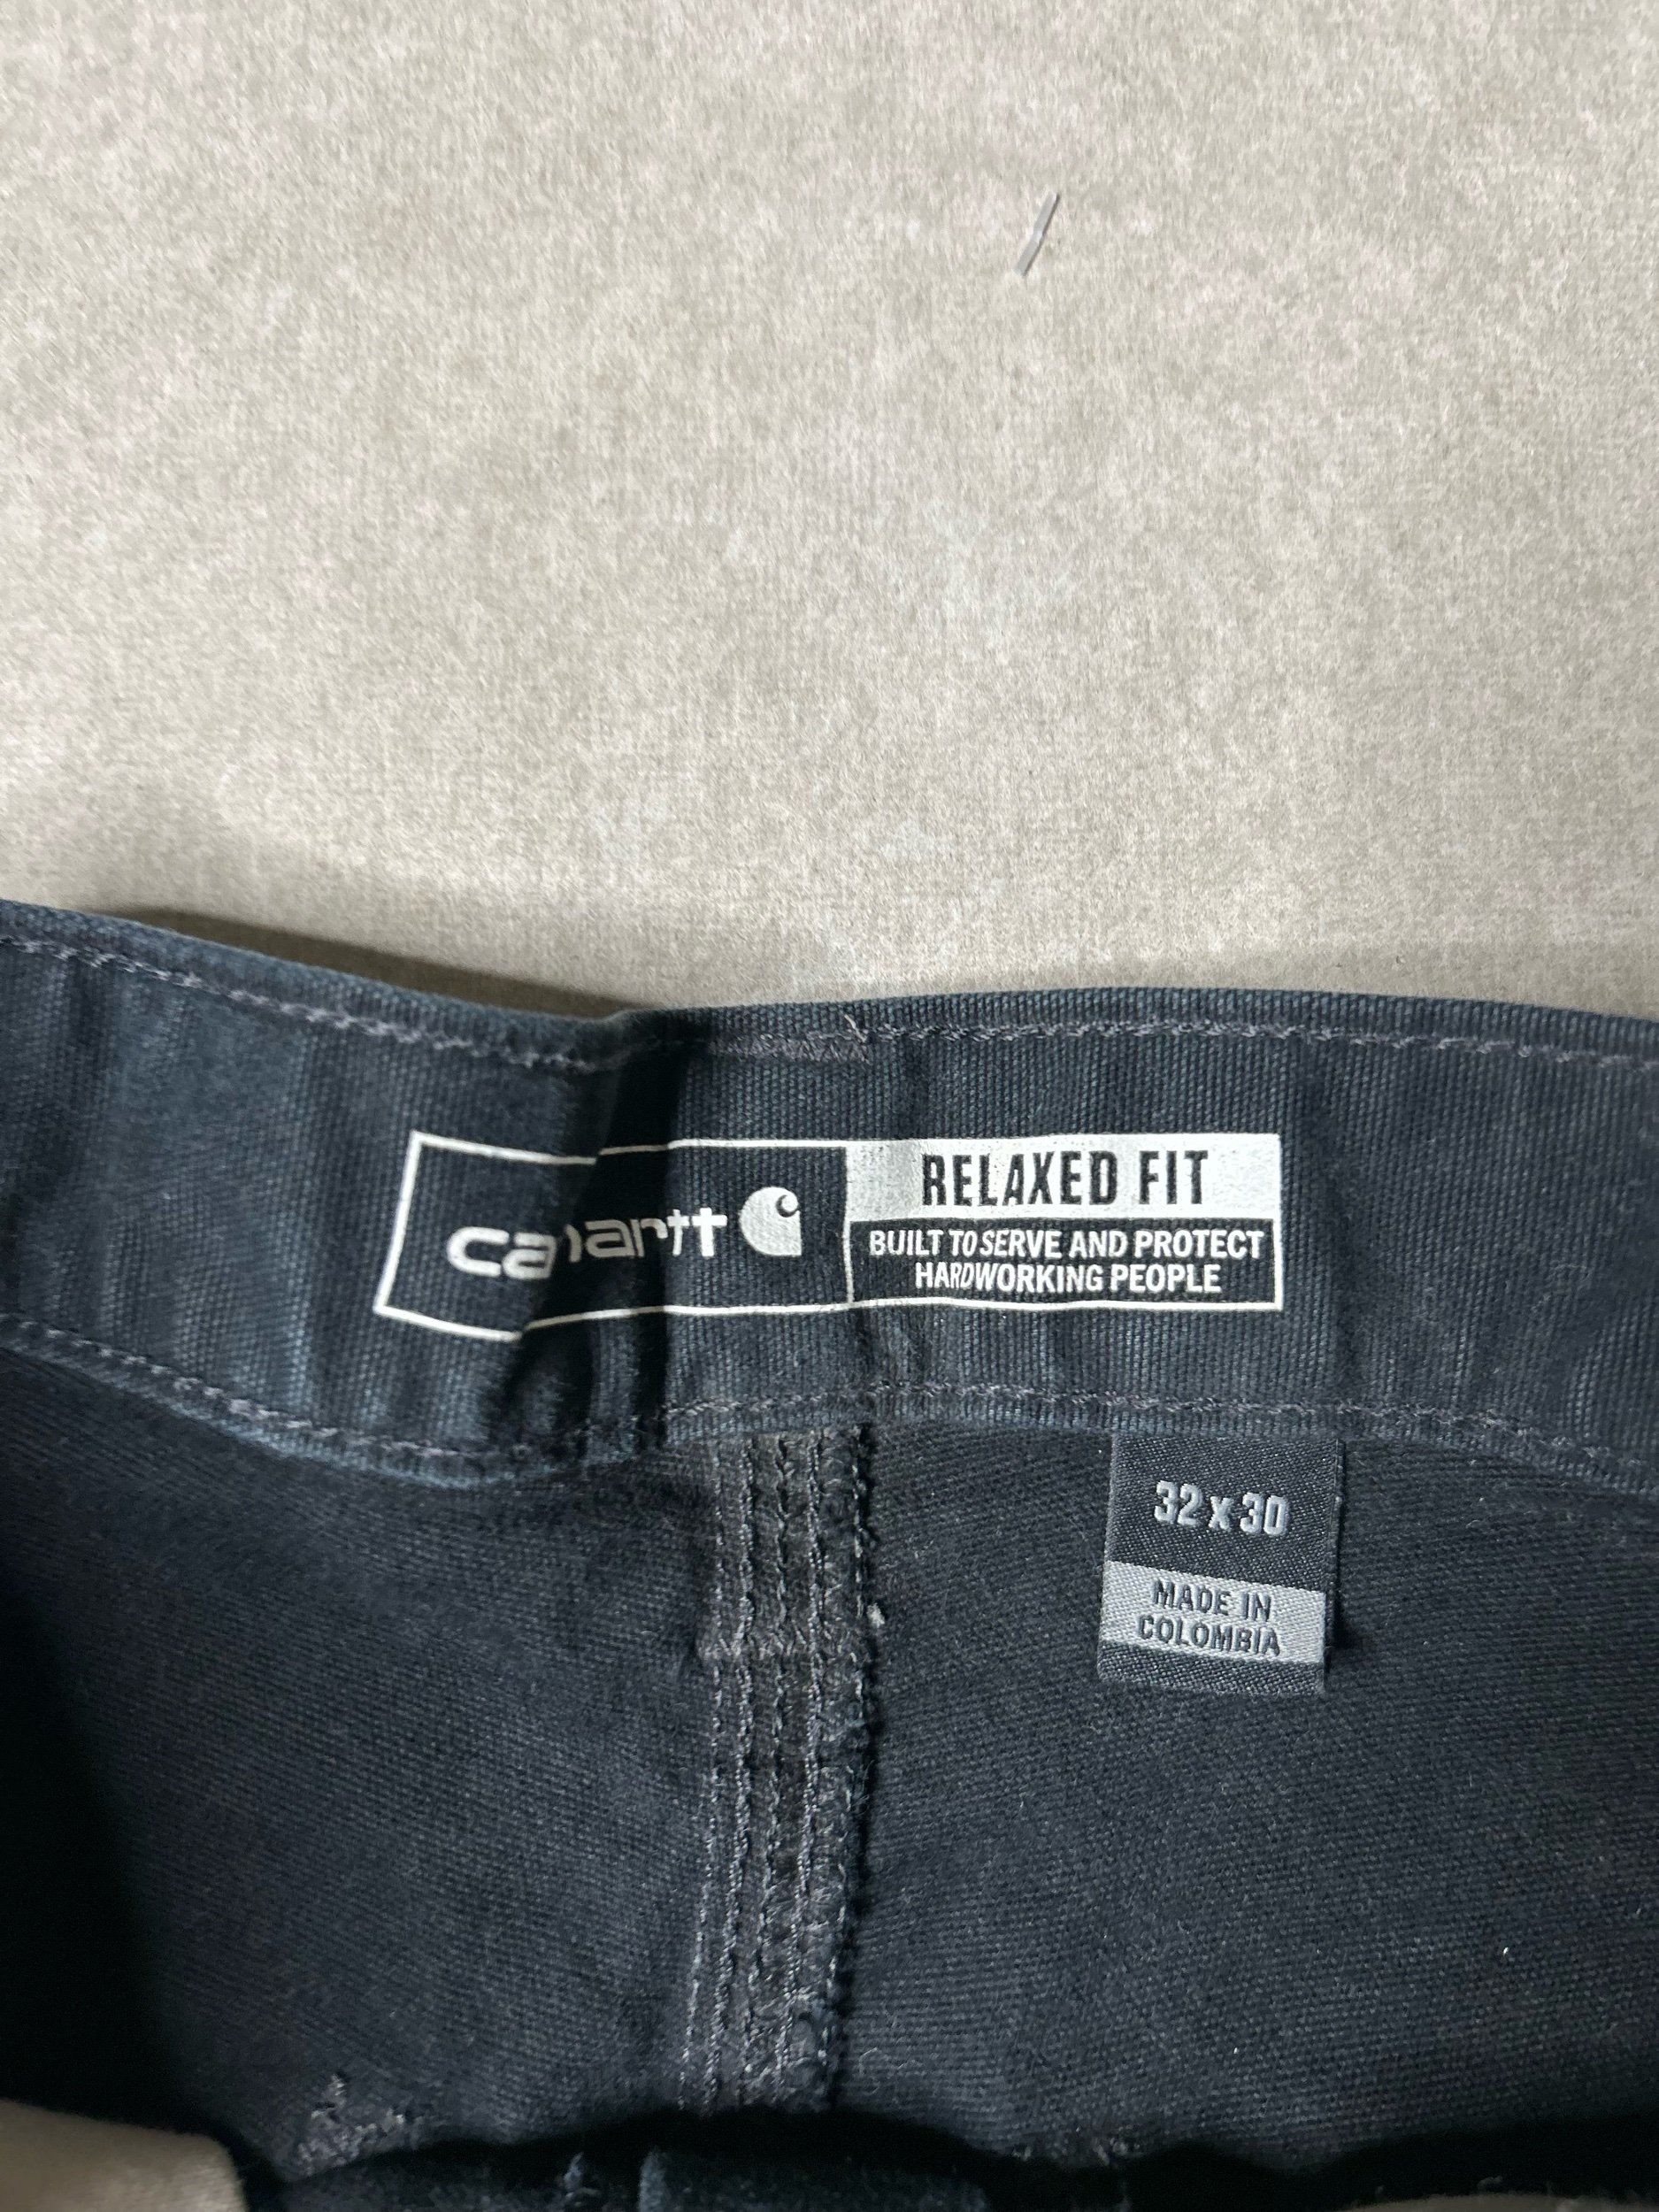 carhartt
RELAXED FIT
BUILT TO SERVE AND PROTECT
HARDWORKING PEOPLE
32 x 30
MADE IN
COLOMBIA